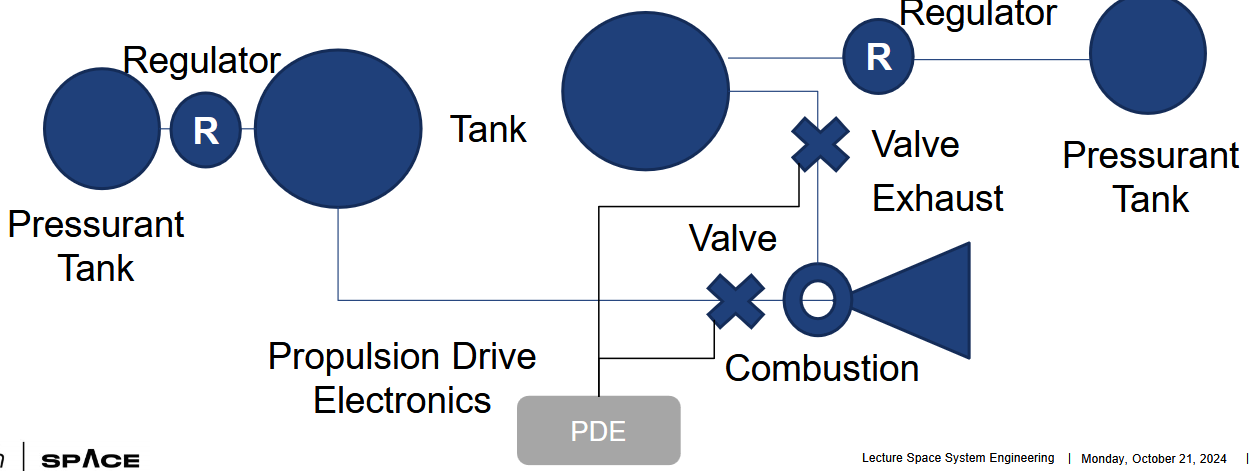 Regulator
Regulator
R
R
Tank
Valve
Exhaust
Pressurant
Tank
Pressurant
Tank
Valve
Propulsion Drive
Electronics
Combustion
PDE
SPACE
Lecture Space System Engineering | Monday, October 21, 2024 |